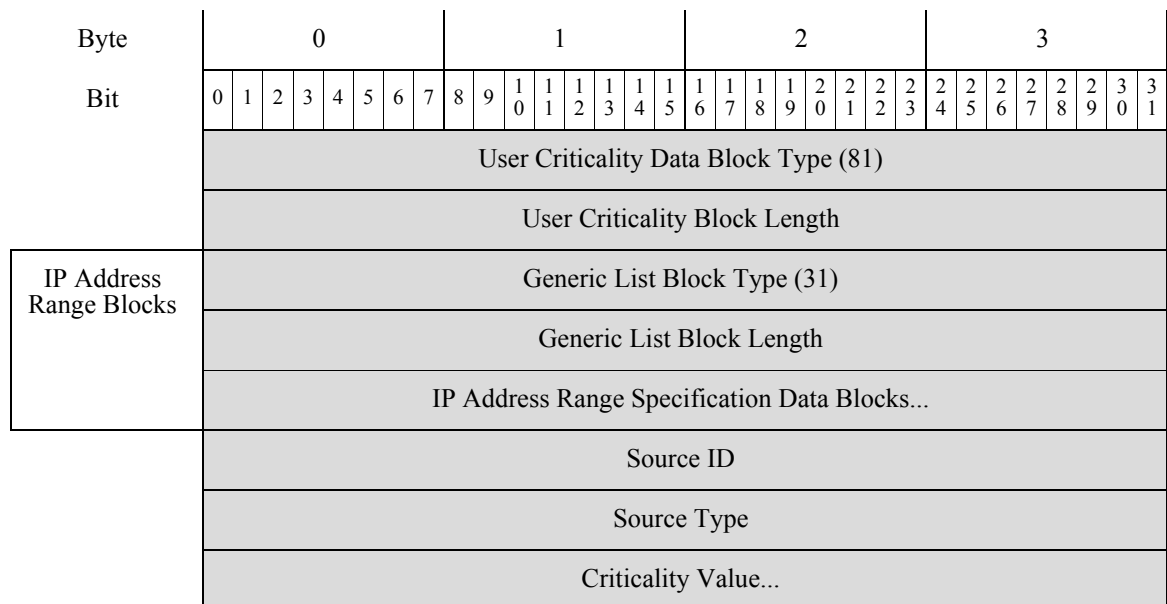 Byte 0 1 2 3
Bit 0 1 2 3 4 5 6 7 8 9 10 11 12 13 14 15 16 17 18 19 20 21 22 23 24 25 26 27 28 29 30 31
User Criticality Data Block Type (81)
User Criticality Block Length
IP Address
Range Blocks
Generic List Block Type (31)
Generic List Block Length
IP Address Range Specification Data Blocks...
Source ID
Source Type
Criticality Value...